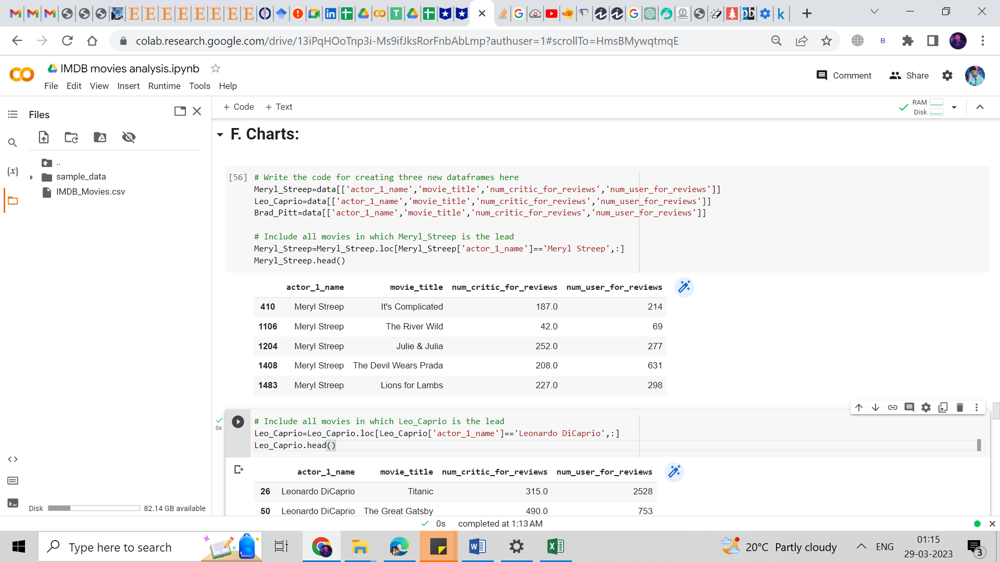 colab.research.google.com/drive/13iPqHOoTnp3i-Ms9ifJksRorFnbAbLmp?authuser=1#scrollTo=HmsBMywqtmqE
IMDB movies analysis.ipynb
File Edit View Insert Runtime Tools Help
Comment
Share
Files
+ Code + Text
RAM
Disk
F. Charts:
..
sample_data
IMDB_Movies.csv
{x}
[56]
# Write the code for creating three new dataframes here
Meryl_Streep=data[['actor_1_name','movie_title','num_critic_for_reviews','num_user_for_reviews']]
Leo_Caprio=data[['actor_1_name','movie_title','num_critic_for_reviews','num_user_for_reviews']]
Brad_Pitt=data[['actor_1_name','movie_title','num_critic_for_reviews','num_user_for_reviews']]
# Include all movies in which Meryl_Streep is the lead
Meryl_Streep=Meryl_Streep.loc[Meryl_Streep['actor_1_name']=='Meryl Streep',:]
Meryl_Streep.head()
actor_1_name movie_title num_critic_for_reviews num_user_for_reviews
410 Meryl Streep It's Complicated 187.0 214
1106 Meryl Streep The River Wild 42.0 69
1204 Meryl Streep Julie & Julia 252.0 277
1408 Meryl Streep The Devil Wears Prada 208.0 631
1483 Meryl Streep Lions for Lambs 227.0 298
0s
# Include all movies in which Leo_Caprio is the lead
Leo_Caprio=Leo_Caprio.loc[Leo_Caprio['actor_1_name']=='Leonardo DiCaprio',:]
Leo_Caprio.head()
actor_1_name movie_title num_critic_for_reviews num_user_for_reviews
26 Leonardo DiCaprio Titanic 315.0 2528
50 Leonardo DiCaprio The Great Gatsby 490.0 753
Disk 82.14 GB available
0s completed at 1:13 AM
Type here to search
20°C Partly cloudy
ENG
01:15
29-03-2023
3